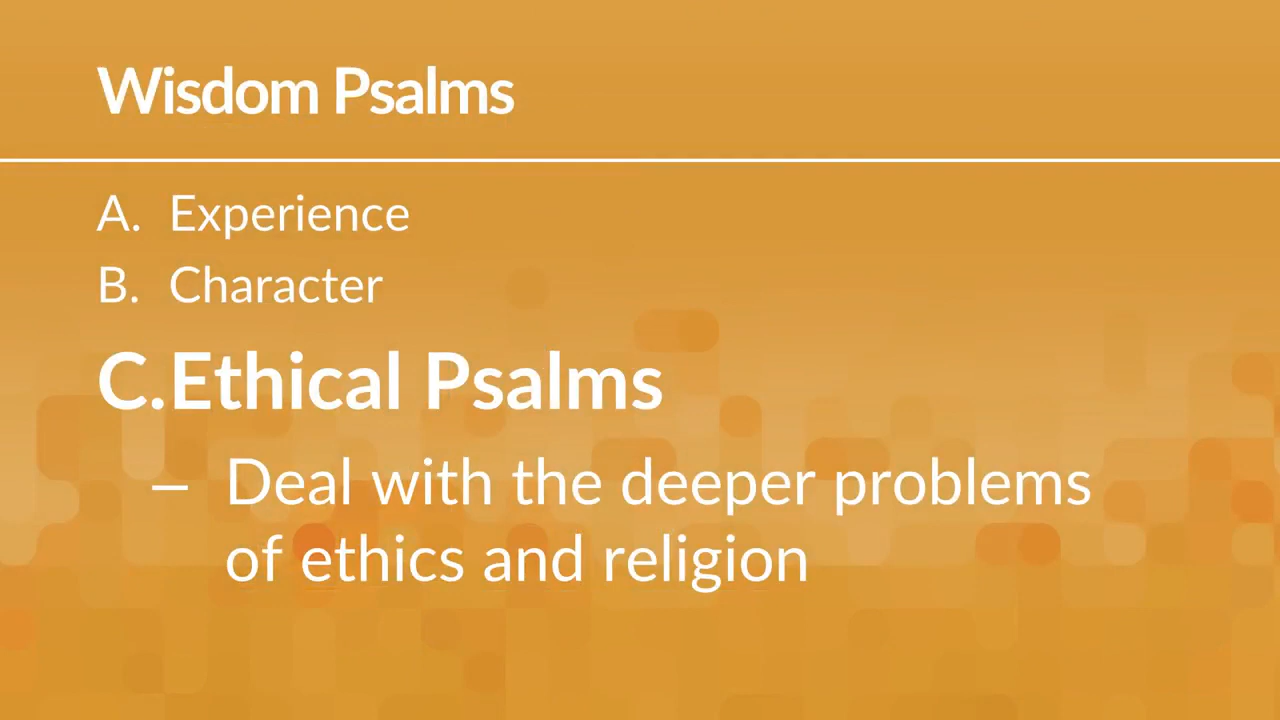 Wisdom Psalms
A. Experience
B. Character
C.Ethical Psalms
– Deal with the deeper problems
of ethics and religion